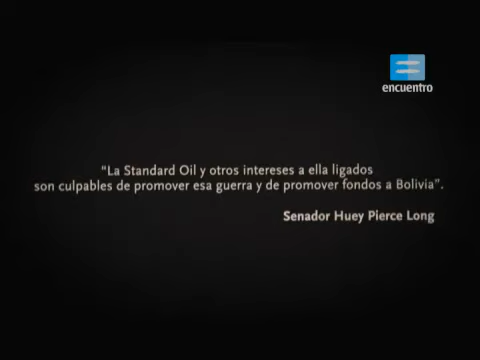 encuentro
“La Standard Oil y otros intereses a ella ligados
son culpables de promover esa guerra y de promover fondos a Bolivia”.
Senador Huey Pierce Long